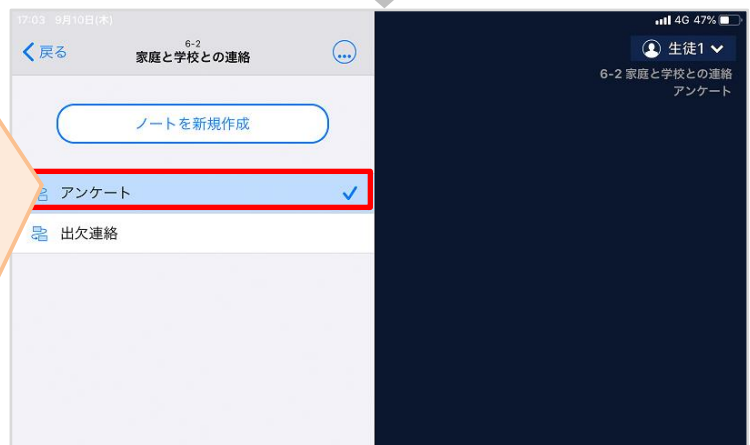 17:03 9月10日(木)
4G 47%
戻る
6-2
家庭と学校との連絡
生徒1
6-2 家庭と学校との連絡
アンケート
ノートを新規作成
アンケート
出欠連絡